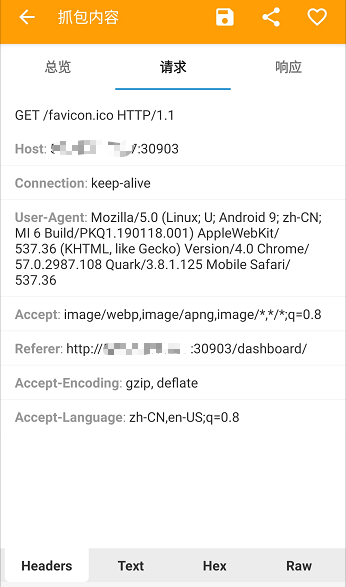 抓包内容
总览 请求 响应
GET /favicon.ico HTTP/1.1
Host: :30903
Connection: keep-alive
User-Agent: Mozilla/5.0 (Linux; U; Android 9; zh-CN;
MI 6 Build/PKQ1.190118.001) AppleWebKit/
537.36 (KHTML, like Gecko) Version/4.0 Chrome/
57.0.2987.108 Quark/3.8.1.125 Mobile Safari/
537.36
Accept: image/webp,image/apng,image/*,*/*;q=0.8
Referer: http:// :30903/dashboard/
Accept-Encoding: gzip, deflate
Accept-Language: zh-CN,en-US;q=0.8
Headers Text Hex Raw